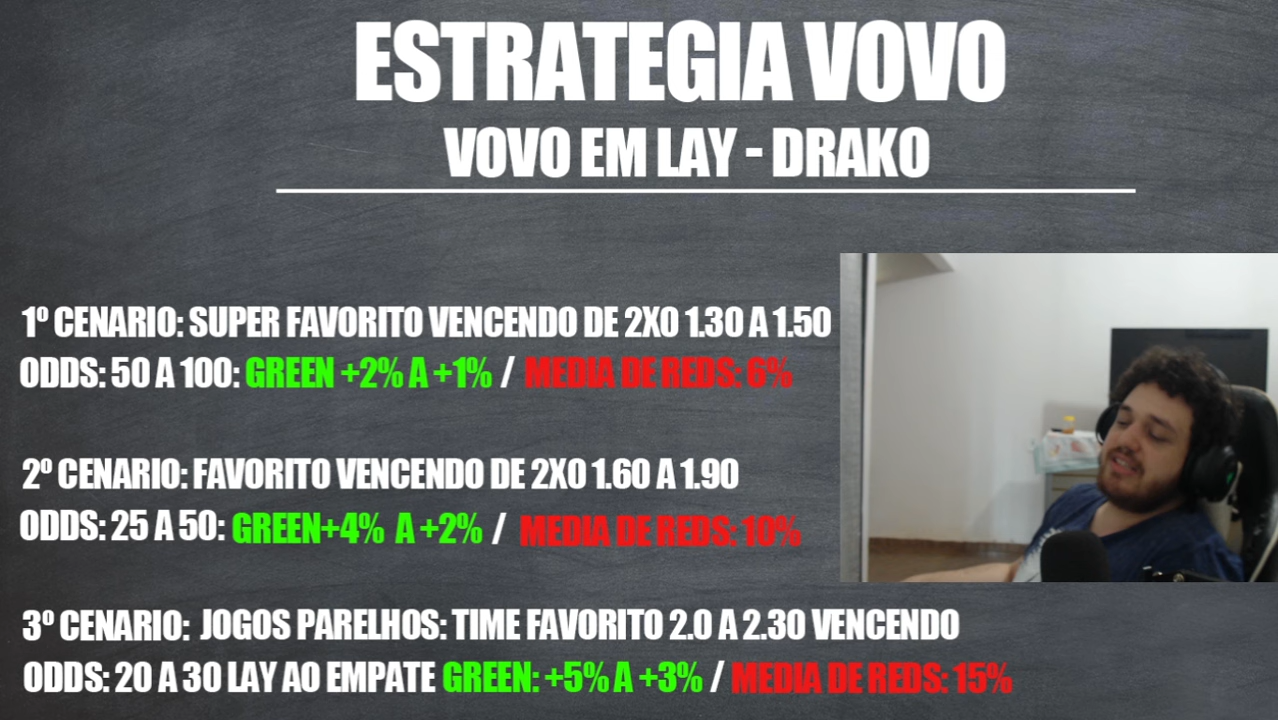 ESTRATEGIA VOVO
VOVO EM LAY - DRAKO
1º CENARIO: SUPER FAVORITO VENCENDO DE 2X0 1.30 A 1.50
ODDS: 50 A 100: GREEN +2% A +1% / MEDIA DE REDS: 6%
2º CENARIO: FAVORITO VENCENDO DE 2X0 1.60 A 1.90
ODDS: 25 A 50: GREEN+4% A +2% / MEDIA DE REDS: 10%
3º CENARIO: JOGOS PARELHOS: TIME FAVORITO 2.0 A 2.30 VENCENDO
ODDS: 20 A 30 LAY AO EMPATE GREEN: +5% A +3% / MEDIA DE REDS: 15%